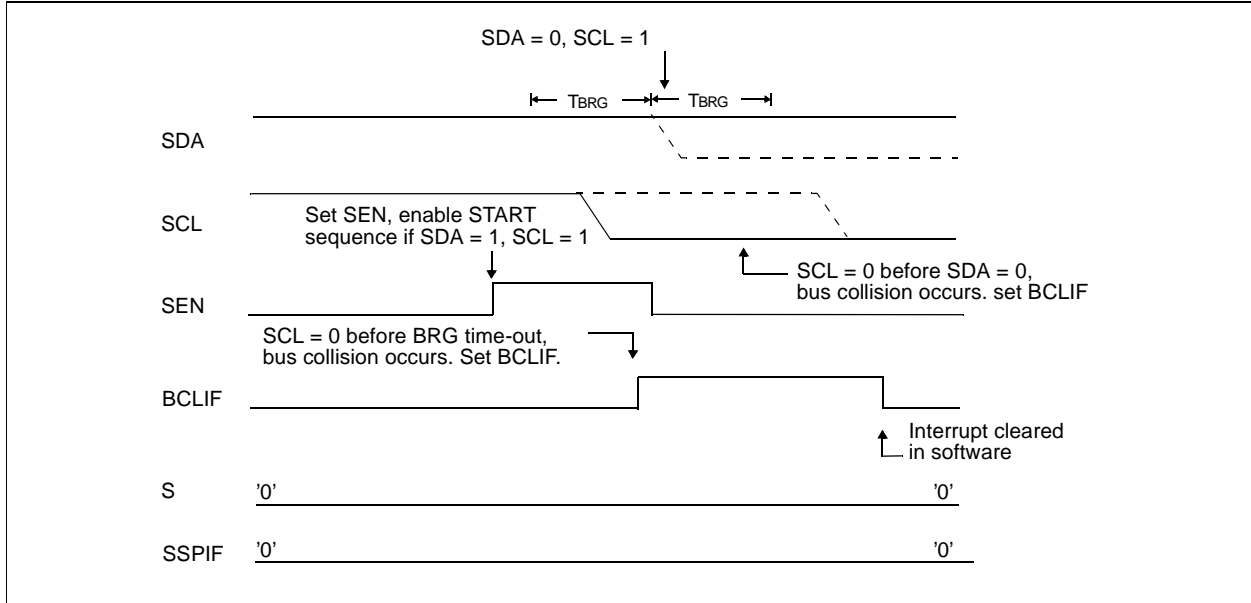 SDA = 0, SCL = 1
TBRG TBRG
SDA
SCL
Set SEN, enable START
sequence if SDA = 1, SCL = 1
SCL = 0 before SDA = 0,
bus collision occurs. set BCLIF
SEN
SCL = 0 before BRG time-out,
bus collision occurs. Set BCLIF.
BCLIF
Interrupt cleared
in software
S
'0' '0'
SSPIF
'0' '0'